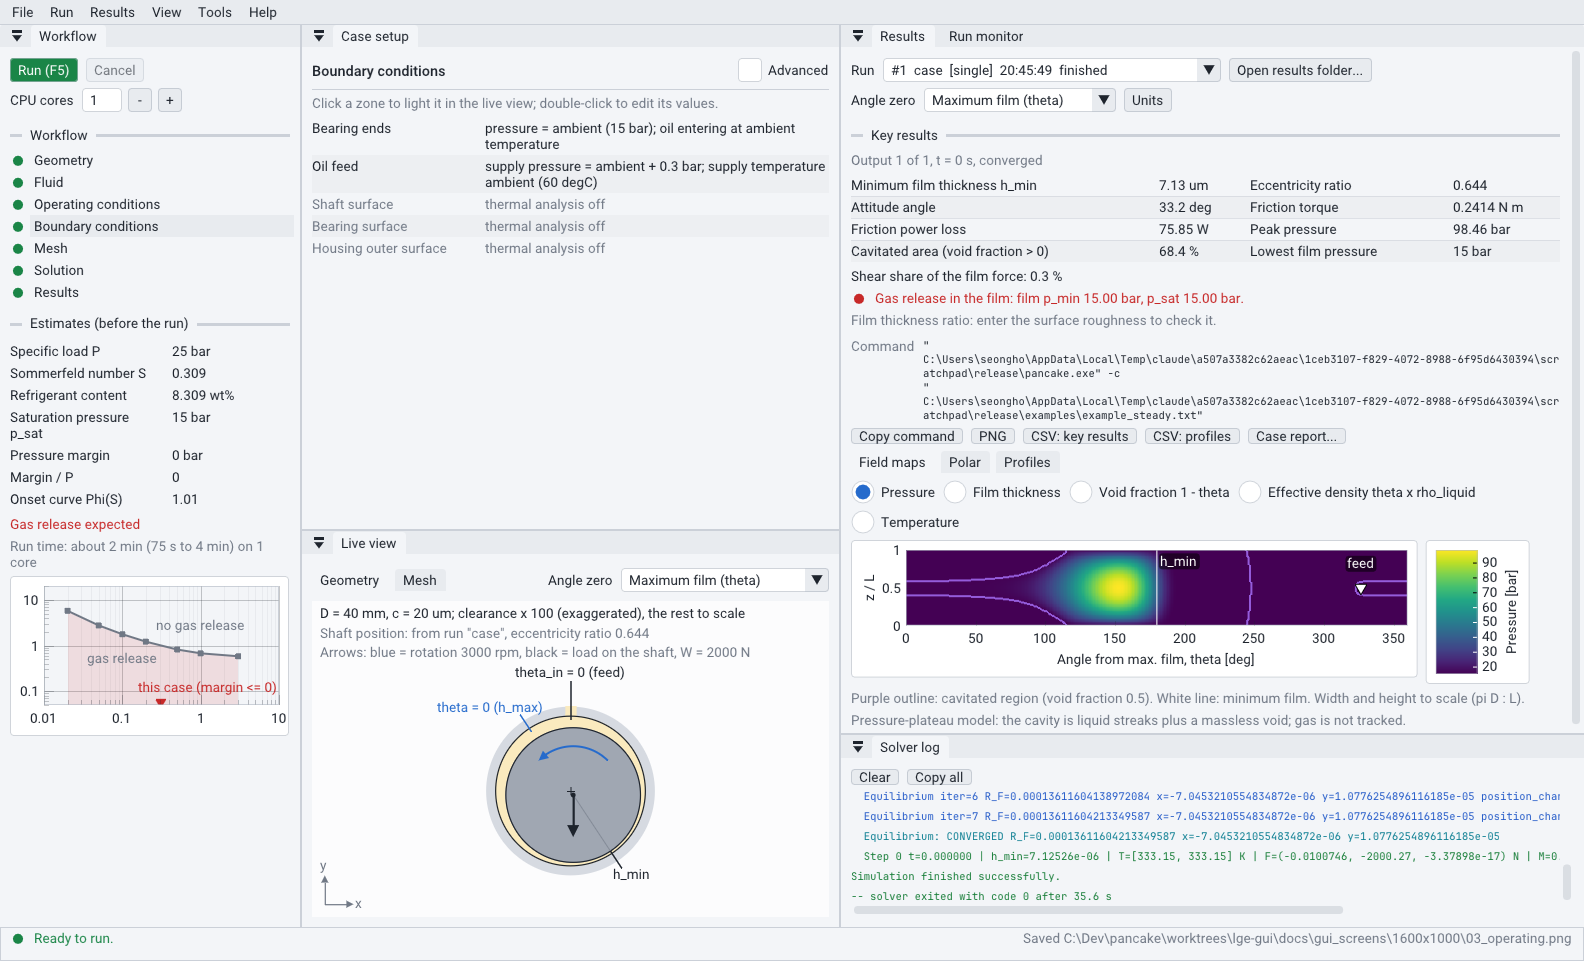 File Run Results View Tools Help
Workflow
Run (F5) Cancel
CPU cores 1 - +
Workflow
Geometry
Fluid
Operating conditions
Boundary conditions
Mesh
Solution
Results
Estimates (before the run)
Specific load P 25 bar
Sommerfeld number S 0.309
Refrigerant content 8.309 wt%
Saturation pressure 15 bar
p_sat
Pressure margin 0 bar
Margin / P 0
Onset curve Phi(S) 1.01
Gas release expected
Run time: about 2 min (75 s to 4 min) on 1
core
10
no gas release
1
gas release
this case (margin <= 0)
0.1
0.01 0.1 1 10
Case setup
Boundary conditions Advanced
Click a zone to light it in the live view; double-click to edit its values.
Bearing ends pressure = ambient (15 bar); oil entering at ambient
temperature
Oil feed supply pressure = ambient + 0.3 bar; supply temperature
ambient (60 degC)
Shaft surface thermal analysis off
Bearing surface thermal analysis off
Housing outer surface thermal analysis off
Live view
Geometry Mesh Angle zero Maximum film (theta)
D = 40 mm, c = 20 um; clearance x 100 (exaggerated), the rest to scale
Shaft position: from run "case", eccentricity ratio 0.644
Arrows: blue = rotation 3000 rpm, black = load on the shaft, W = 2000 N
theta_in = 0 (feed)
theta = 0 (h_max)
h_min
y
x
Results Run monitor
Run #1 case [single] 20:45:49 finished Open results folder...
Angle zero Maximum film (theta) Units
Key results
Output 1 of 1, t = 0 s, converged
Minimum film thickness h_min 7.13 um Eccentricity ratio 0.644
Attitude angle 33.2 deg Friction torque 0.2414 N m
Friction power loss 75.85 W Peak pressure 98.46 bar
Cavitated area (void fraction > 0) 68.4 % Lowest film pressure 15 bar
Shear share of the film force: 0.3 %
Gas release in the film: film p_min 15.00 bar, p_sat 15.00 bar.
Film thickness ratio: enter the surface roughness to check it.
Command "
C:\Users\seongho\AppData\Local\Temp\claude\a507a3382c62aeac\1ceb3107-f829-4072-8988-6f95d6430394\scr
atchpad\release\pancake.exe" -c
"
C:\Users\seongho\AppData\Local\Temp\claude\a507a3382c62aeac\1ceb3107-f829-4072-8988-6f95d6430394\scr
atchpad\release\examples\example_steady.txt"
Copy command PNG CSV: key results CSV: profiles Case report...
Field maps Polar Profiles
Pressure Film thickness Void fraction 1 - theta Effective density theta x rho_liquid
Temperature
1
h_min feed
z / L 0.5
0
0 50 100 150 200 250 300 350
Angle from max. film, theta [deg]
90
80
70
60
50
40
30
20
Pressure [bar]
Purple outline: cavitated region (void fraction 0.5). White line: minimum film. Width and height to scale (pi D : L).
Pressure-plateau model: the cavity is liquid streaks plus a massless void; gas is not tracked.
Solver log
Clear Copy all
Equilibrium iter=6 R_F=0.00013611604138972084 x=-7.0453210554834872e-06 y=1.0776254896116185e-05 position_char
Equilibrium iter=7 R_F=0.00013611604213349587 x=-7.0453210554834872e-06 y=1.0776254896116185e-05 position_char
Equilibrium: CONVERGED R_F=0.00013611604213349587 x=-7.0453210554834872e-06 y=1.0776254896116185e-05
Step 0 t=0.000000 | h_min=7.12526e-06 | T=[333.15, 333.15] K | F=(-0.0100746, -2000.27, -3.37898e-17) N | M=0.
Simulation finished successfully.
-- solver exited with code 0 after 35.6 s
Ready to run.
Saved C:\Dev\pancake\worktrees\lge-gui\docs\gui_screens\1600x1000\03_operating.png